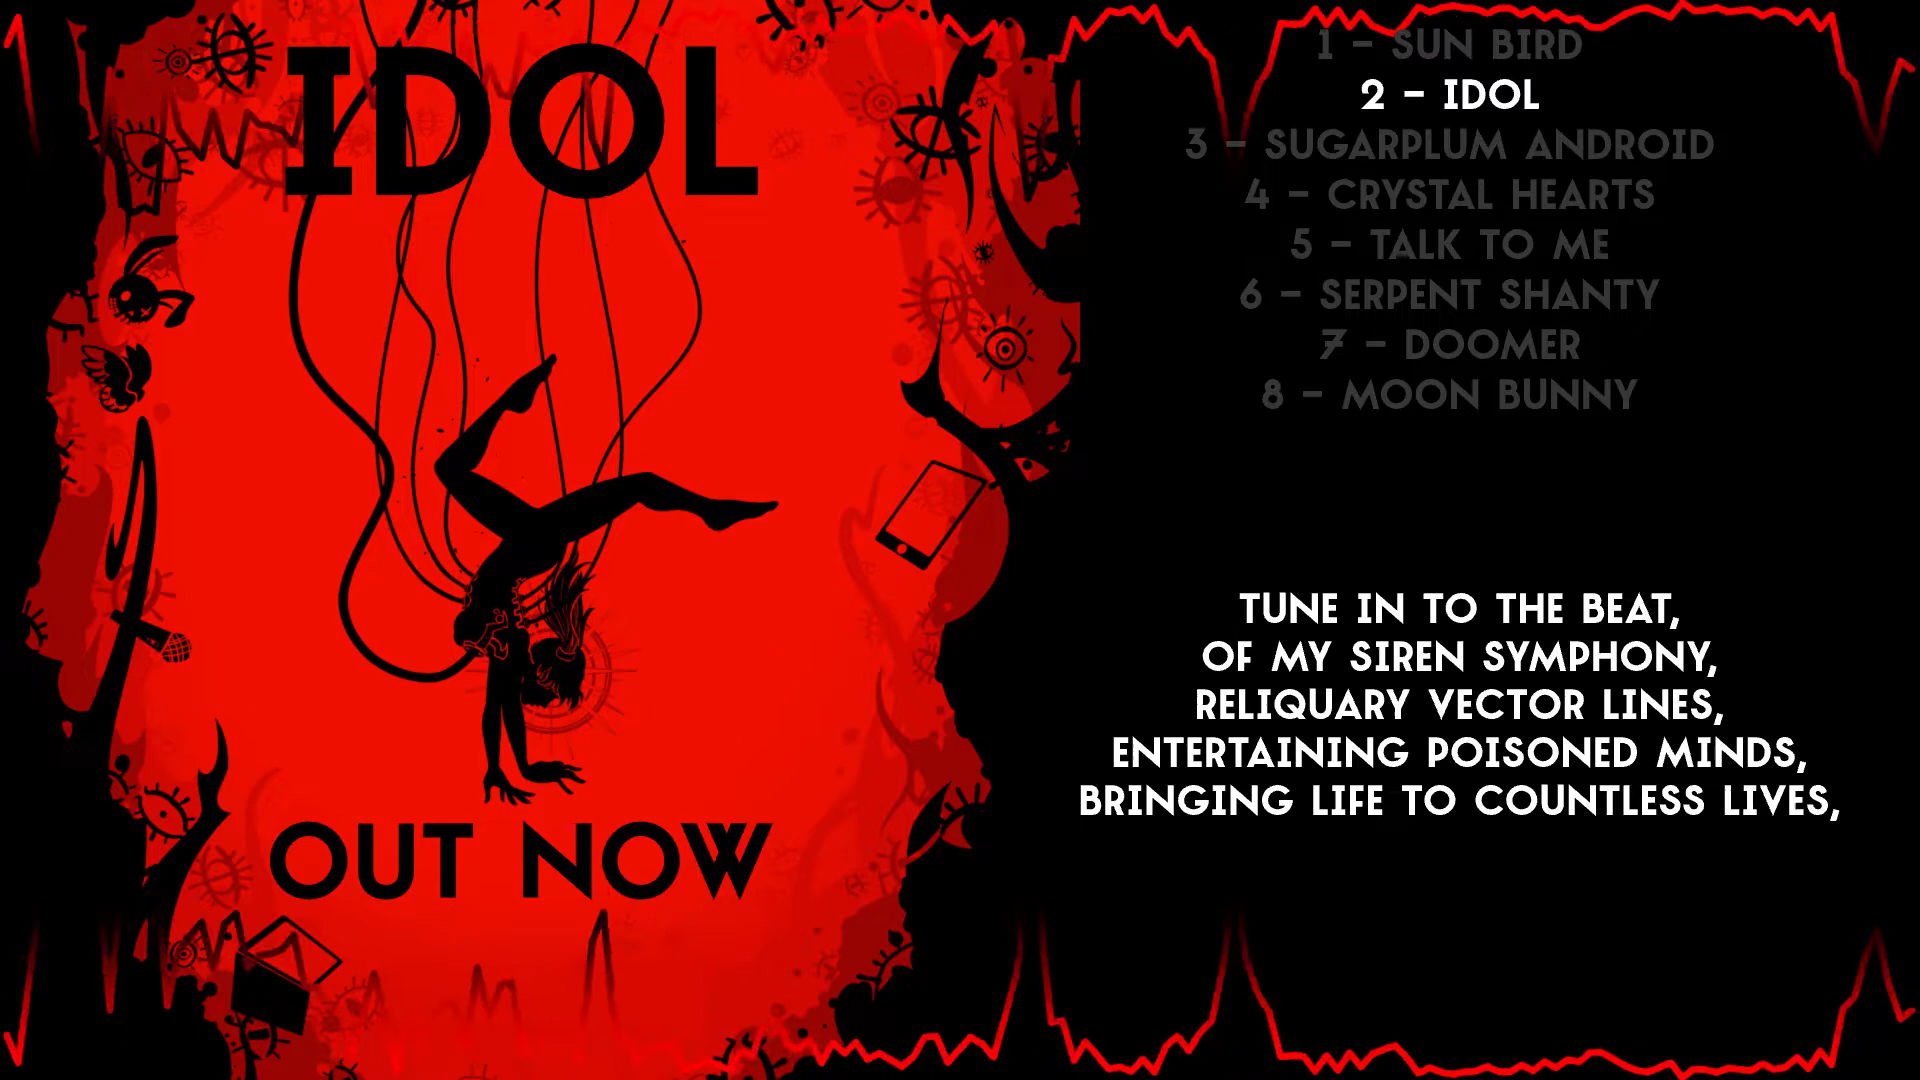 IDOL
OUT NOW
1 – SUN BIRD
2 – IDOL
3 – SUGARPLUM ANDROID
4 – CRYSTAL HEARTS
5 – TALK TO ME
6 – SERPENT SHANTY
7 – DOOMER
8 – MOON BUNNY
TUNE IN TO THE BEAT,
OF MY SIREN SYMPHONY,
RELIQUARY VECTOR LINES,
ENTERTAINING POISONED MINDS,
BRINGING LIFE TO COUNTLESS LIVES,